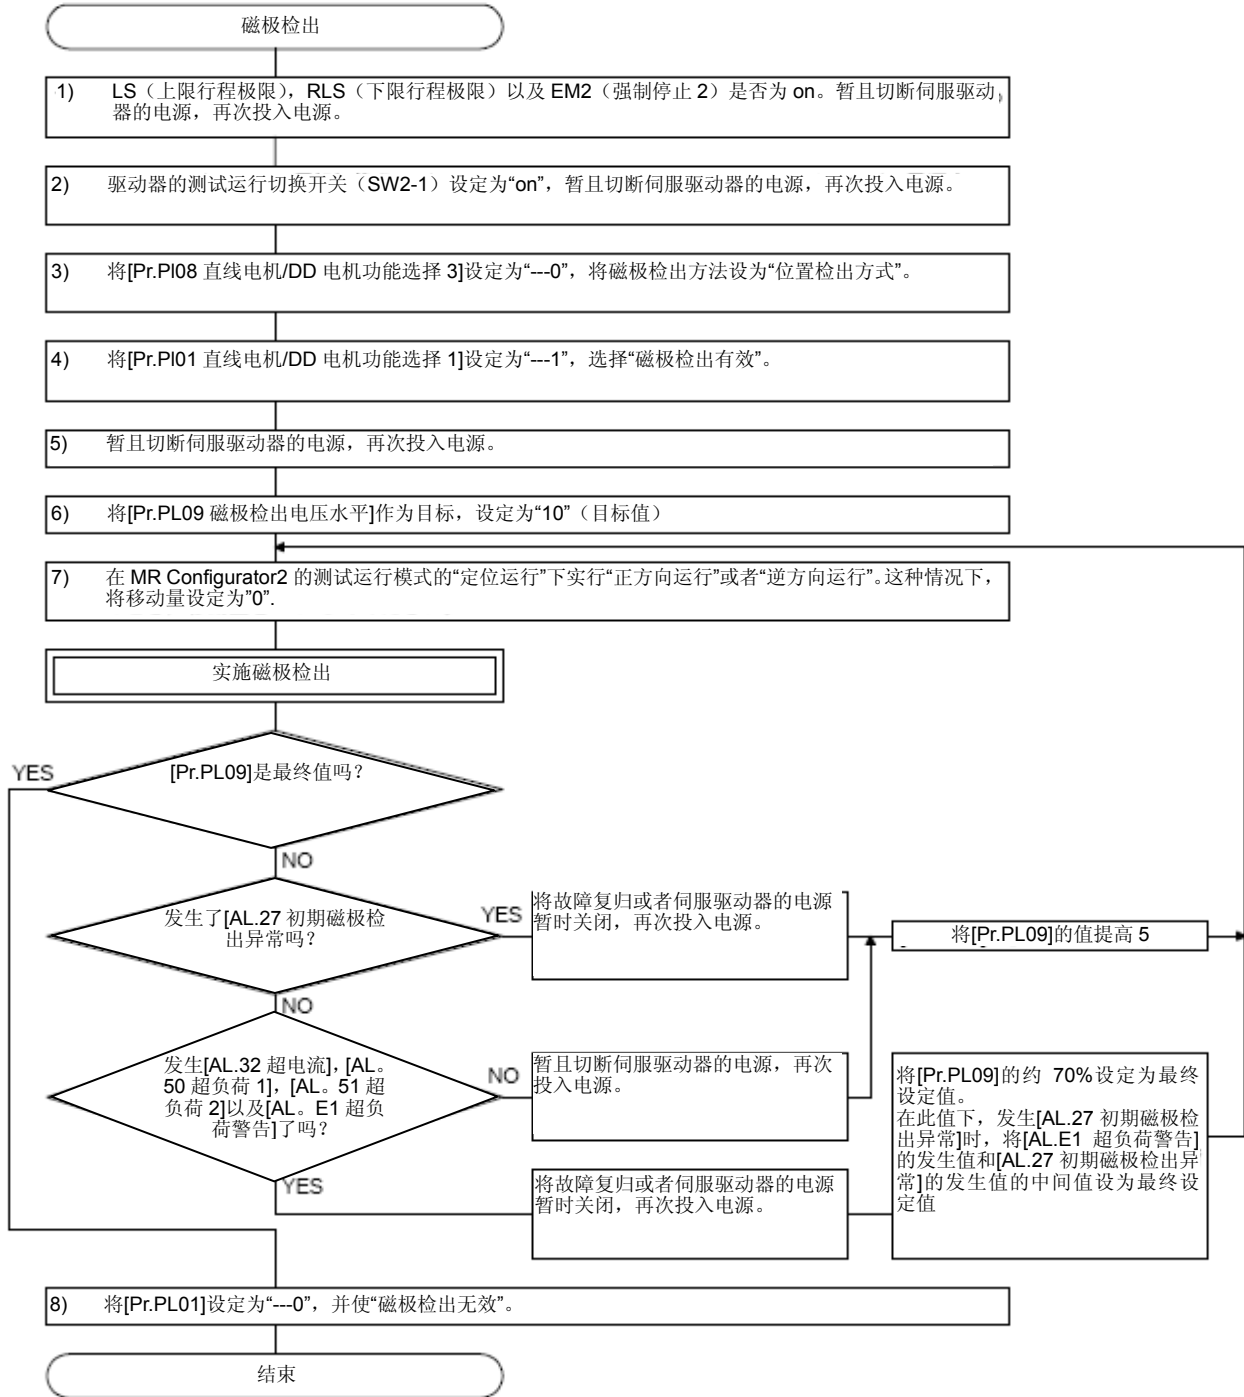 磁极检出
1) LS（上限行程极限），RLS（下限行程极限）以及 EM2（强制停止 2）是否为 on。暂且切断伺服驱动
器的电源，再次投入电源。
2) 驱动器的测试运行切换开关（SW2-1）设定为“on”，暂且切断伺服驱动器的电源，再次投入电源。
3) 将[Pr.Pl08 直线电机/DD 电机功能选择 3]设定为“---0”，将磁极检出方法设为“位置检出方式”。
4) 将[Pr.Pl01 直线电机/DD 电机功能选择 1]设定为“---1”，选择“磁极检出有效”。
5) 暂且切断伺服驱动器的电源，再次投入电源。
6) 将[Pr.PL09 磁极检出电压水平]作为目标，设定为“10”（目标值）
7) 在 MR Configurator2 的测试运行模式的“定位运行”下实行“正方向运行”或者“逆方向运行”。这种情况下，
将移动量设定为”0”.
实施磁极检出
YES
[Pr.PL09]是最终值吗？
NO
发生了[AL.27 初期磁极检
出异常吗？
YES
将故障复归或者伺服驱动器的电源
暂时关闭，再次投入电源。
将[Pr.PL09]的值提高 5
NO
发生[AL.32 超电流]，[AL。
50 超负荷 1]，[AL。51 超
负荷 2]以及[AL。E1 超负
荷警告]了吗？
NO
暂且切断伺服驱动器的电源，再次
投入电源。
YES
将故障复归或者伺服驱动器的电源
暂时关闭，再次投入电源。
将[Pr.PL09]的约 70%设定为最终
设定值。
在此值下，发生[AL.27 初期磁极检
出异常]时，将[AL.E1 超负荷警告]
的发生值和[AL.27 初期磁极检出异
常]的发生值的中间值设为最终设
定值
8) 将[Pr.PL01]设定为“---0”，并使“磁极检出无效”。
结束